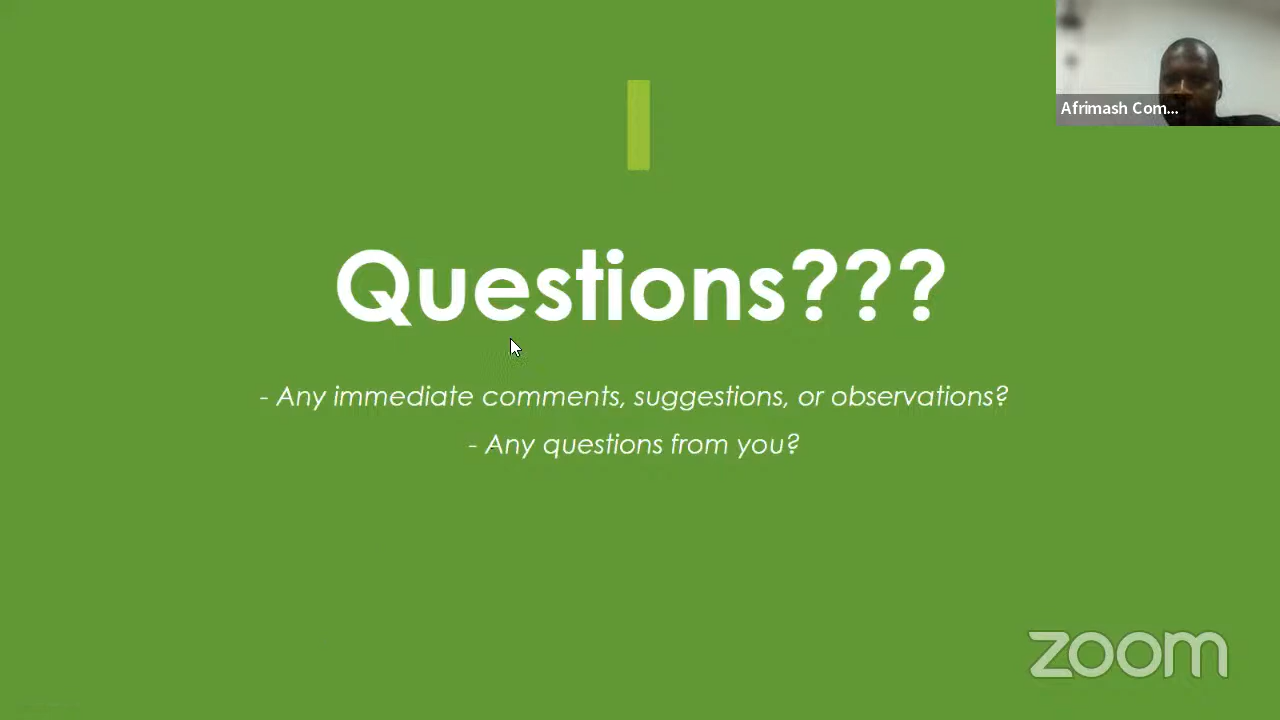 Afrimash Com...
Questions???
- Any immediate comments, suggestions, or observations?
- Any questions from you?
zoom